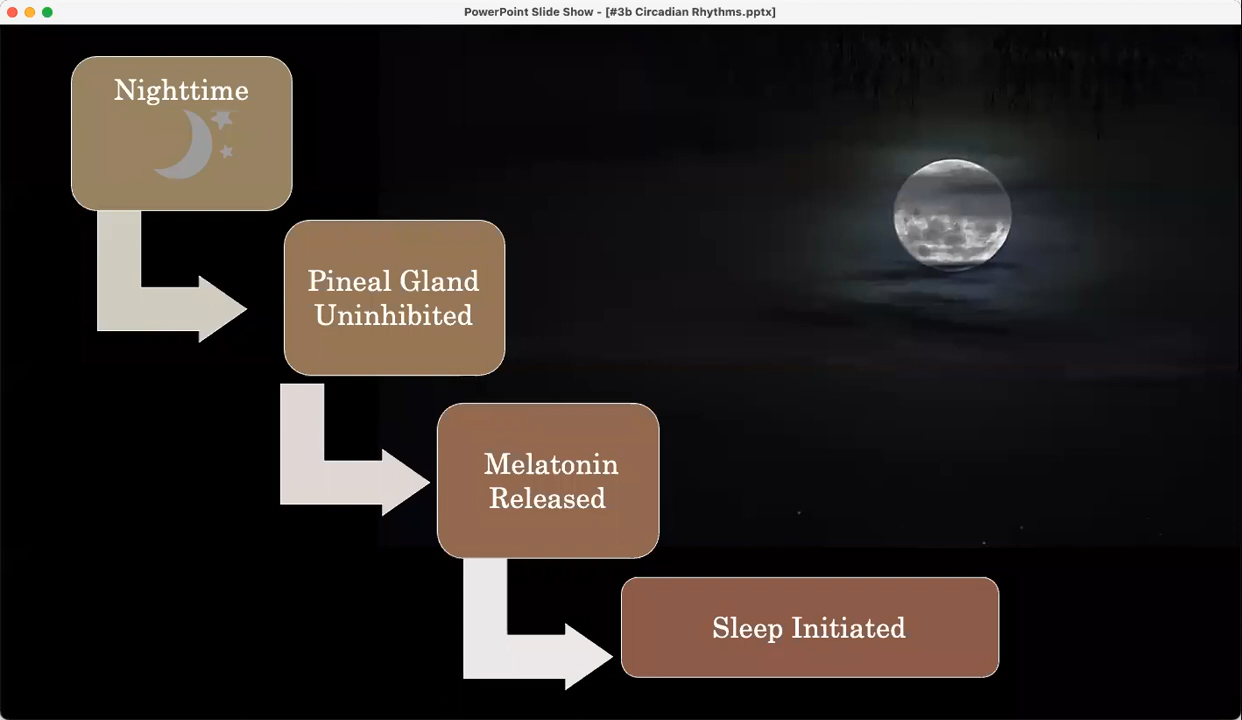 PowerPoint Slide Show - [#3b Circadian Rhythms.pptx]
Nighttime
Pineal Gland
Uninhibited
Melatonin
Released
Sleep Initiated